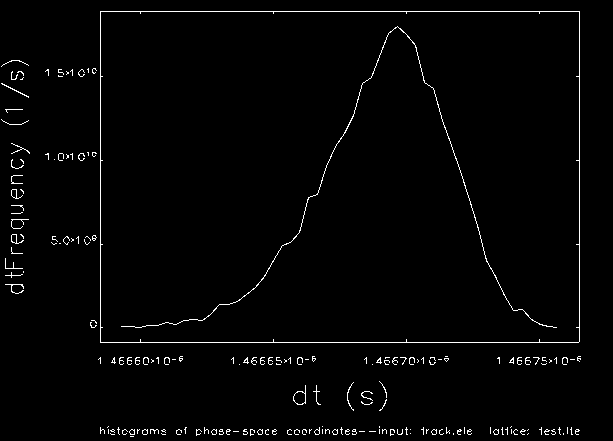 dtFrequency (1/s)
1.5×10¹⁰
1.0×10¹⁰
5.0×10⁹
0
1.46660×10⁻⁶ 1.46665×10⁻⁶ 1.46670×10⁻⁶ 1.46675×10⁻⁶
dt (s)
histograms of phase-space coordinates--input: track.ele lattice: test.lte